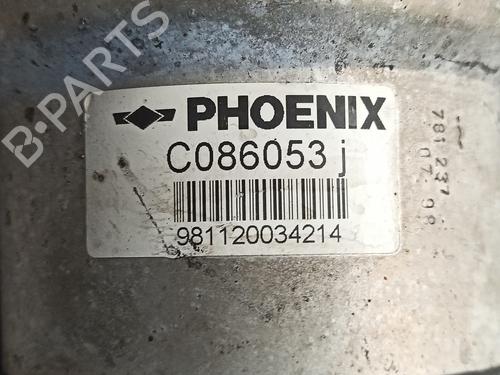 PHOENIX
C086053 j
981120034214
781 237
07.98
B-PARTS